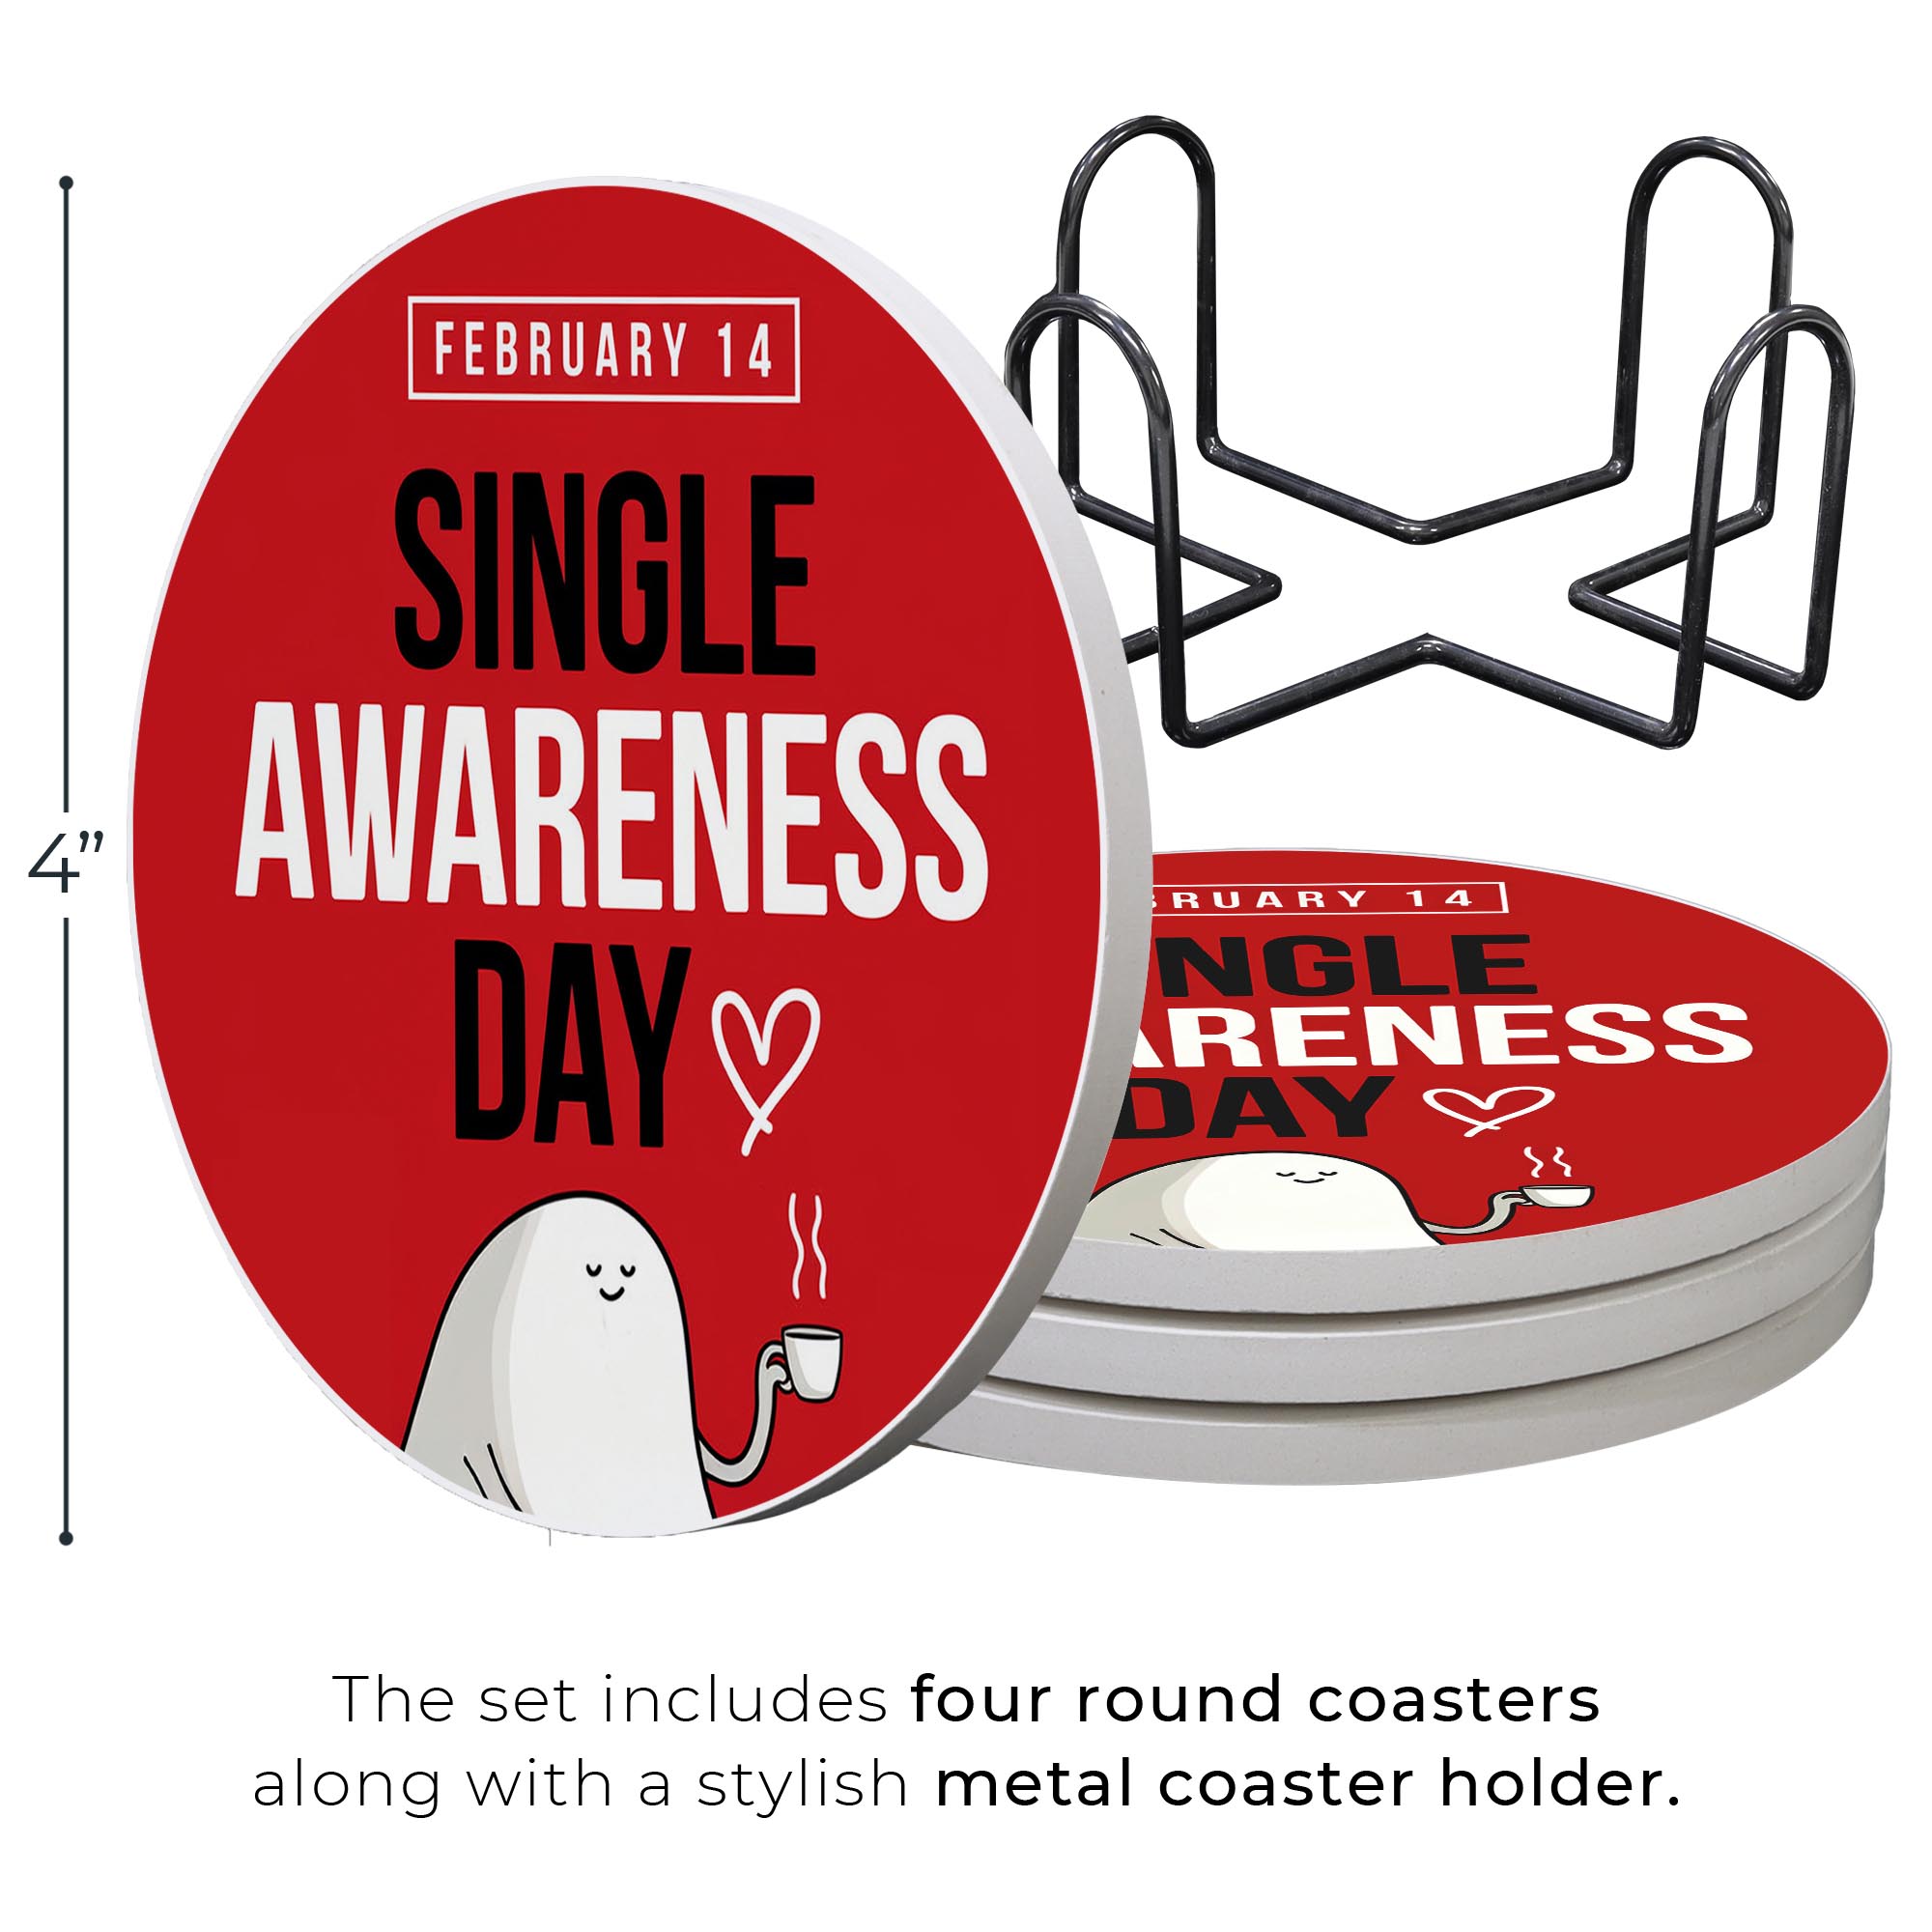 FEBRUARY 14
SINGLE
AWARENESS
DAY
4”
RUARY 14
NGLE
ARENESS
DAY
The set includes four round coasters
along with a stylish metal coaster holder.